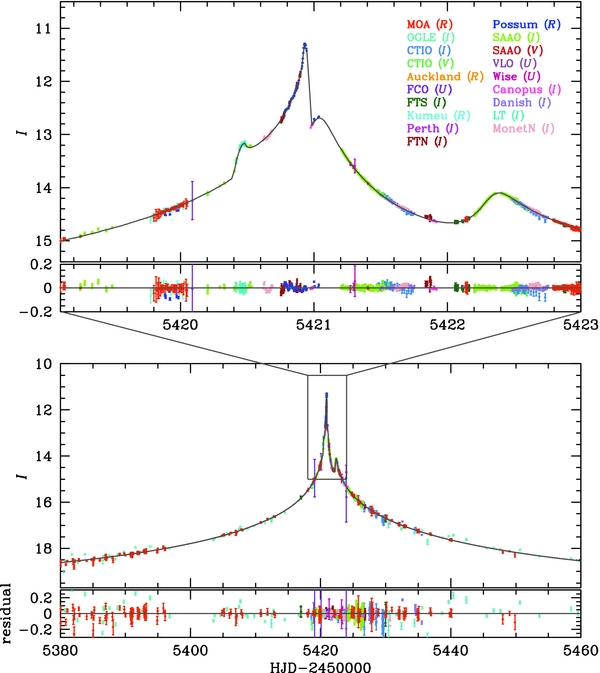 11
12
13
14
15
I
MOA (R) Possum (R)
OGLE (I) SAAO (I)
CTIO (I) SAAO (V)
CTIO (V) VLO (U)
Auckland (R) Wise (U)
FCO (U) Canopus (I)
FTS (I) Danish (I)
Kumeu (R) LT (I)
Perth (I) MonetN (I)
FTN (I)
0.2
0
−0.2
5420 5421 5422 5423
10
12
14
16
18
I
0.2
0
−0.2
residual
5380 5400 5420 5440 5460
HJD-2450000